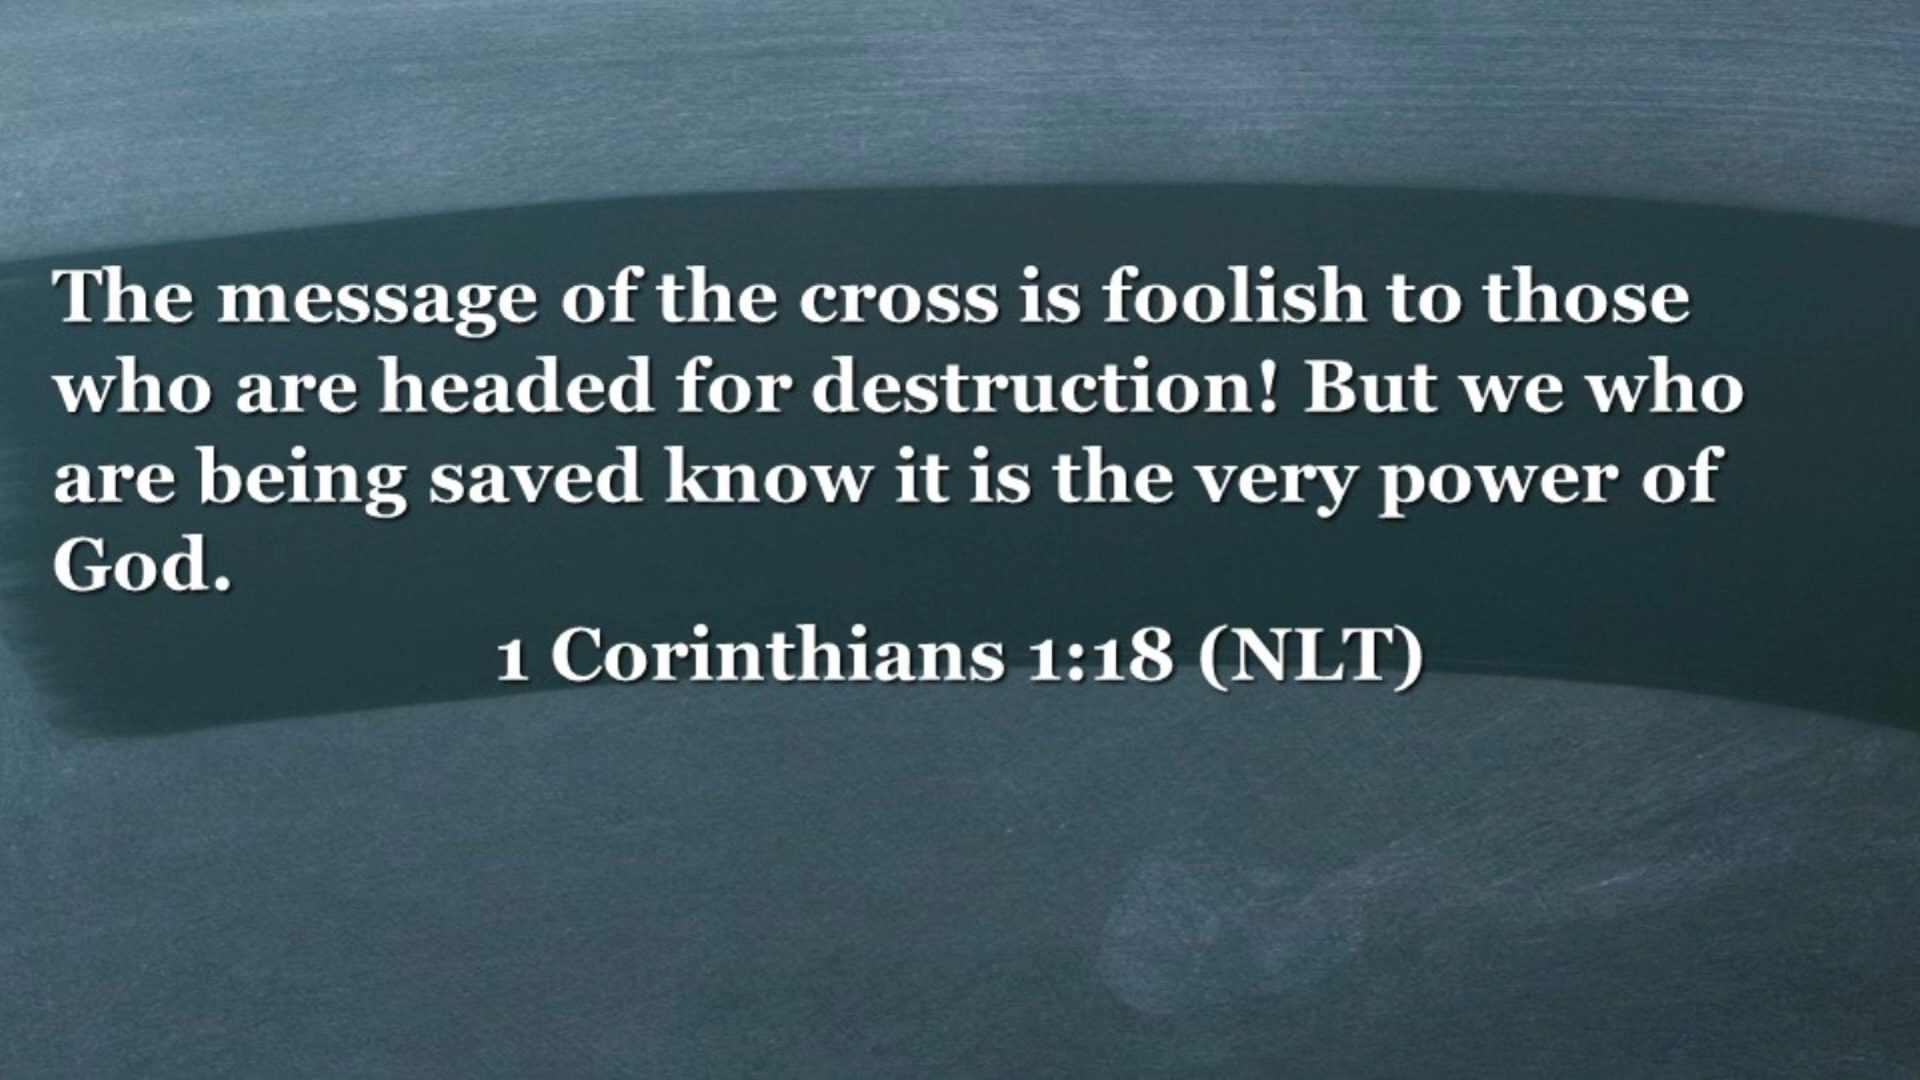 The message of the cross is foolish to those
who are headed for destruction! But we who
are being saved know it is the very power of
God.
1 Corinthians 1:18 (NLT)